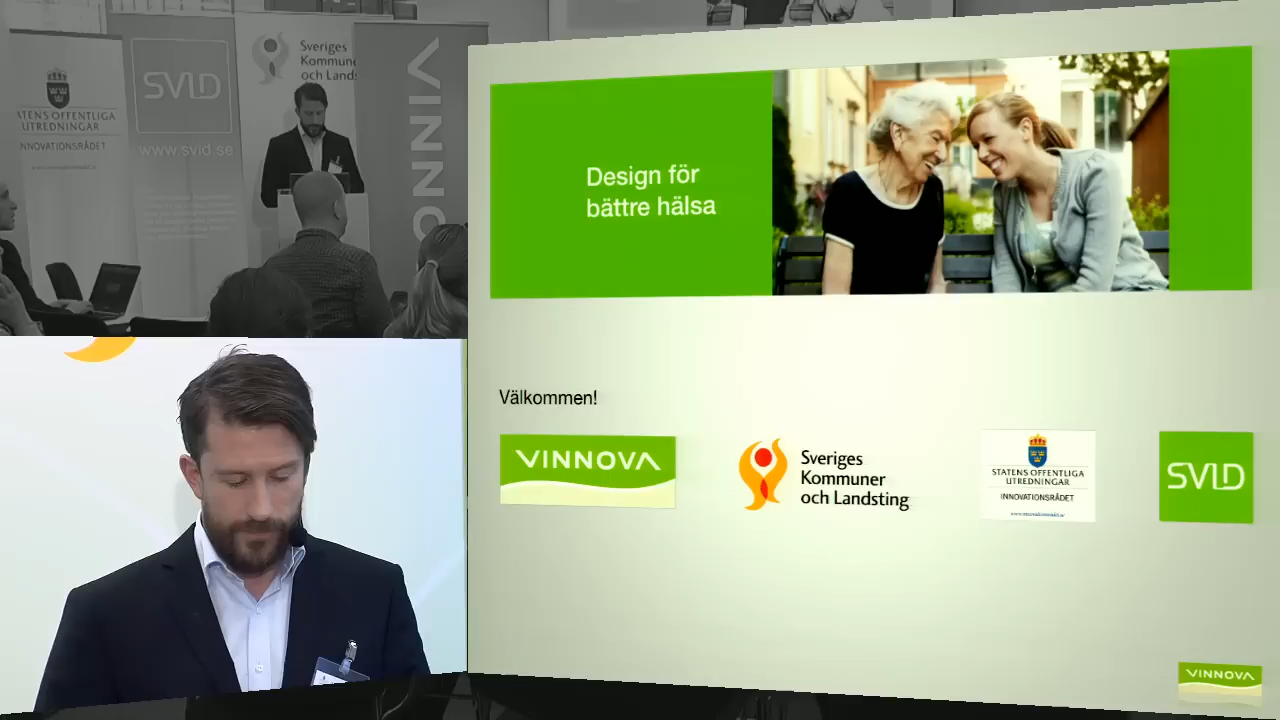 STATENS OFFENTLIGA
UTREDNINGAR
INNOVATIONSRÅDET
SVID
www.svid.se
Sveriges
Kommuner
och Lands
VINNO
Design för
bättre hälsa
Välkommen!
VINNOVA
Sveriges
Kommuner
och Landsting
STATENS OFFENTLIGA
UTREDNINGAR
INNOVATIONSRÅDET
SVID
VINNOVA